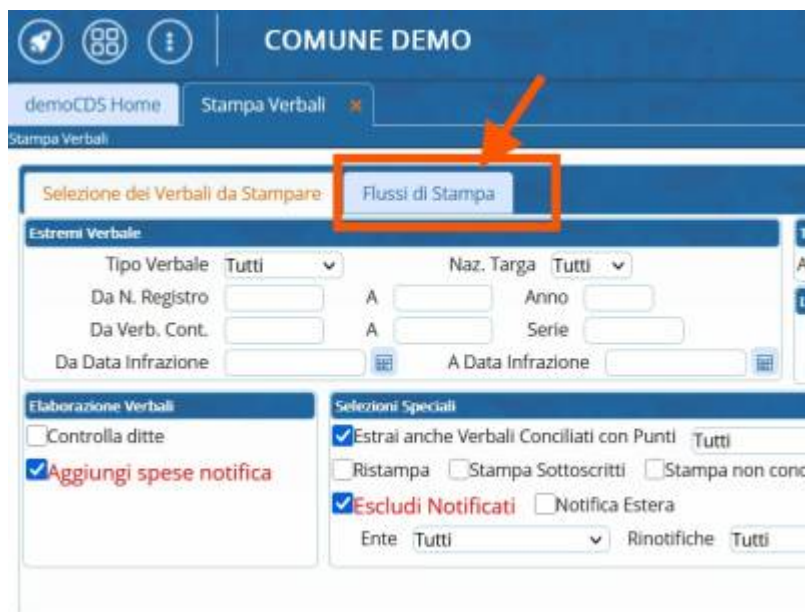 COMUNE DEMO
demoCDS Home Stampa Verbali
Stampa Verbali
Selezione dei Verbali da Stampare Flussi di Stampa
Estremi Verbale
Tipo Verbale Tutti Naz. Targa Tutti
Da N. Registro A Anno
Da Verb. Cont. A Serie
Da Data Infrazione A Data Infrazione
Elaborazione Verbali Selezioni Speciali
Controlla ditte Estrai anche Verbali Conciliati con Punti Tutti
Aggiungi spese notifica Ristampa Stampa Sottoscritti Stampa non conc
Escludi Notificati Notifica Estera
Ente Tutti Rinotifiche Tutti